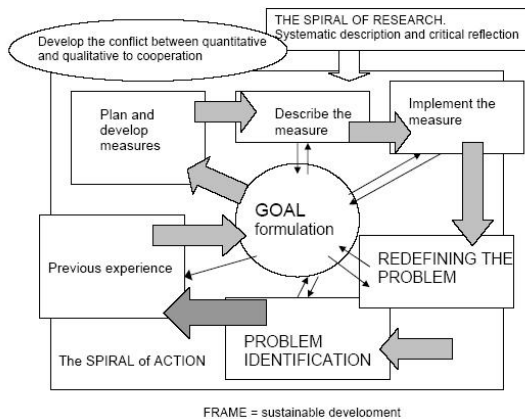 THE SPIRAL OF RESEARCH.
Systematic description and critical reflection
Develop the conflict between quantitative
and qualitative to cooperation
Plan and
develop
measures
Describe the
measure
Implement the
measure
GOAL
formulation
Previous experience
REDEFINING THE
PROBLEM
PROBLEM
IDENTIFICATION
The SPIRAL of ACTION
FRAME = sustainable development